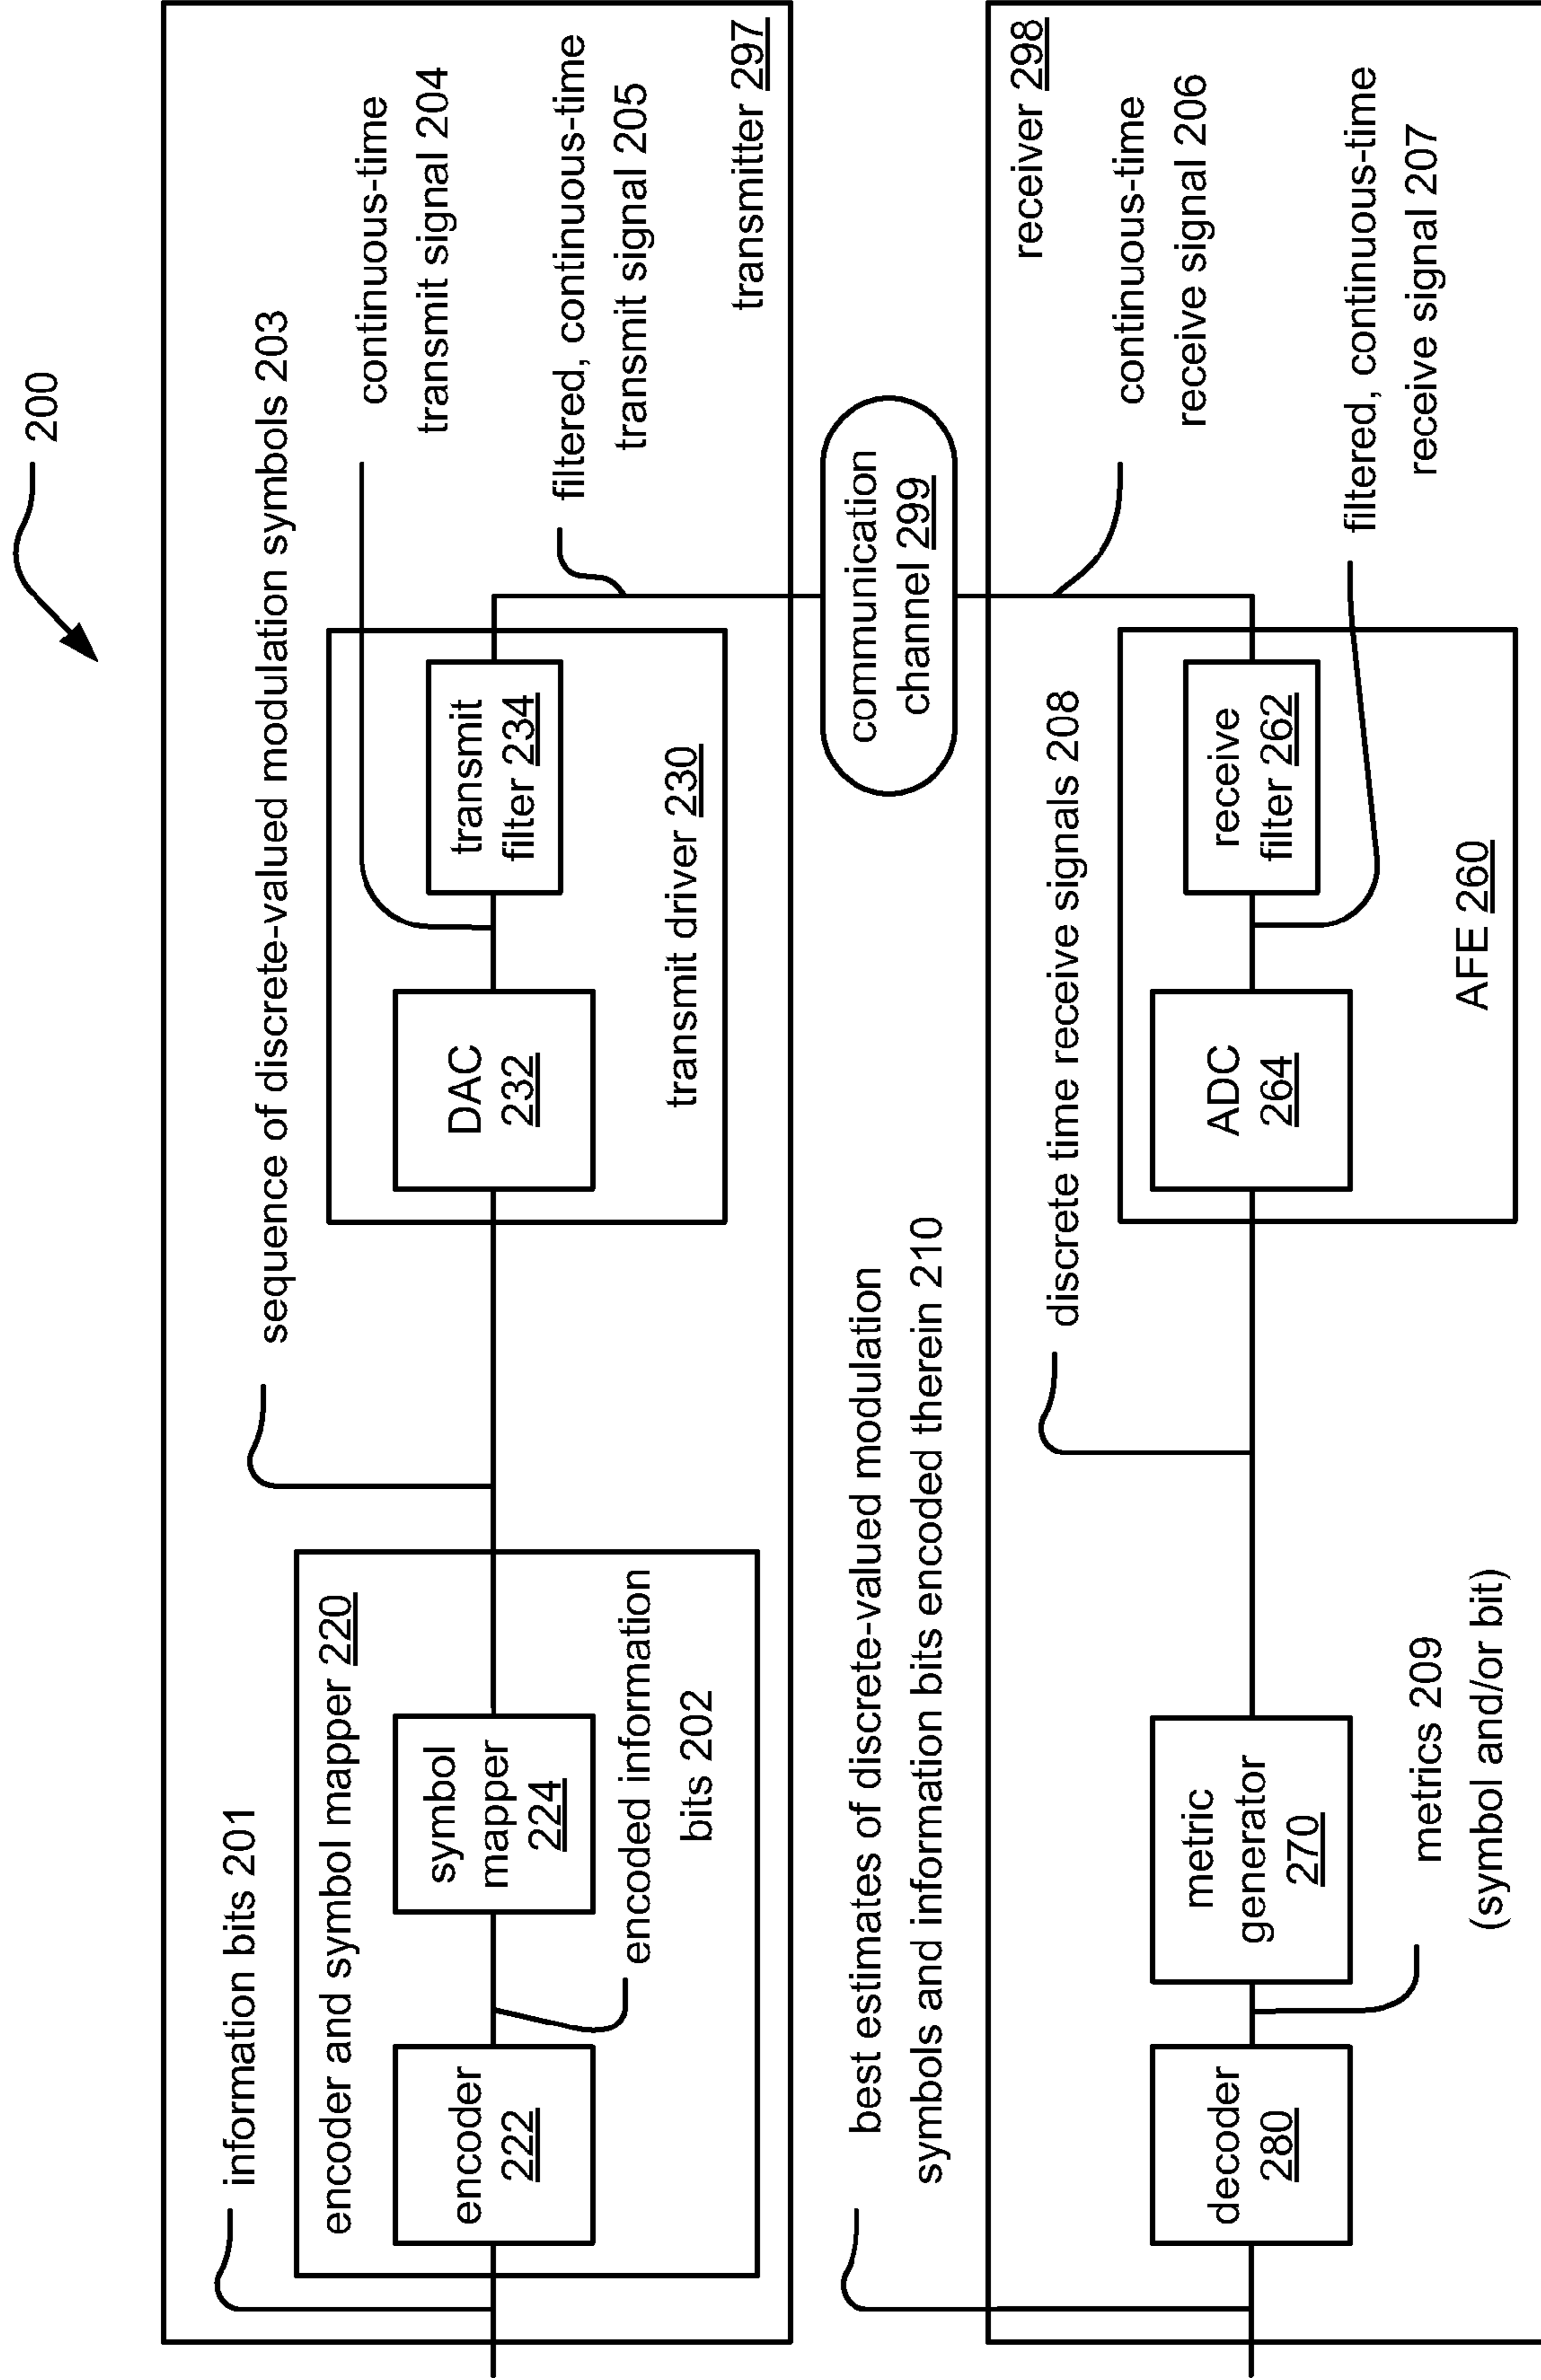 200
information bits 201
sequence of discrete-valued modulation symbols 203
encoder and symbol mapper 220
encoder
222
symbol
mapper
224
encoded information
bits 202
DAC
232
transmit
filter 234
transmit driver 230
continuous-time
transmit signal 204
filtered, continuous-time
transmit signal 205
transmitter 297
communication
channel 299
best estimates of discrete-valued modulation
symbols and information bits encoded therein 210
receiver 298
discrete time receive signals 208
continuous-time
receive signal 206
filtered, continuous-time
receive signal 207
decoder
280
metric
generator
270
metrics 209
(symbol and/or bit)
ADC
264
receive
filter 262
AFE 260